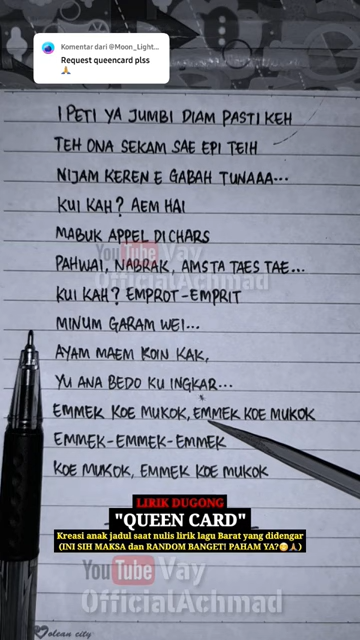 Komentar dari @Moon_Light...
Request queencard plss
🙏
I PETI YA JUMBI DIAM PASTI KEH
TEH ONA SEKAM SAE EPI TEIH
NIJAM KEREN E GABAH TUNAAA...
KUI KAH? AEM HAI
MABUK APPEL DICHARS
YouTube Vay
PAHWAI, NABRAK, AMSTA TAES TAE...
OfficialAchmad
KUI KAH? EMPROT-EMPRIT
MINUM GARAM WEI...
AYAM MAEM KOIN KAK,
YU ANA BEDO KU INGKAR...
EMMEK KOE MUKOK, EMMEK KOE MUKOK
EMMEK-EMMEK-EMMEK
KOE MUKOK, EMMEK KOE MUKOK
LIRIK DUGONG
"QUEEN CARD"
Kreasi anak jadul saat nulis lirik lagu Barat yang didengar
(INI SIH MAKSA dan RANDOM BANGET! PAHAM YA?😁🙏)
YouTube Vay
OfficialAchmad
olean city